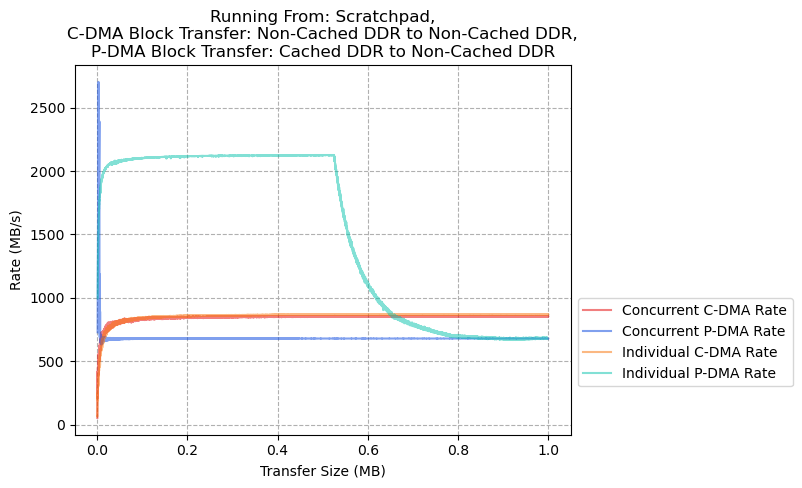 Running From: Scratchpad,
C-DMA Block Transfer: Non-Cached DDR to Non-Cached DDR,
P-DMA Block Transfer: Cached DDR to Non-Cached DDR
2500
2000
1500
1000
500
0
Rate (MB/s)
0.0 0.2 0.4 0.6 0.8 1.0
Transfer Size (MB)
Concurrent C-DMA Rate
Concurrent P-DMA Rate
Individual C-DMA Rate
Individual P-DMA Rate